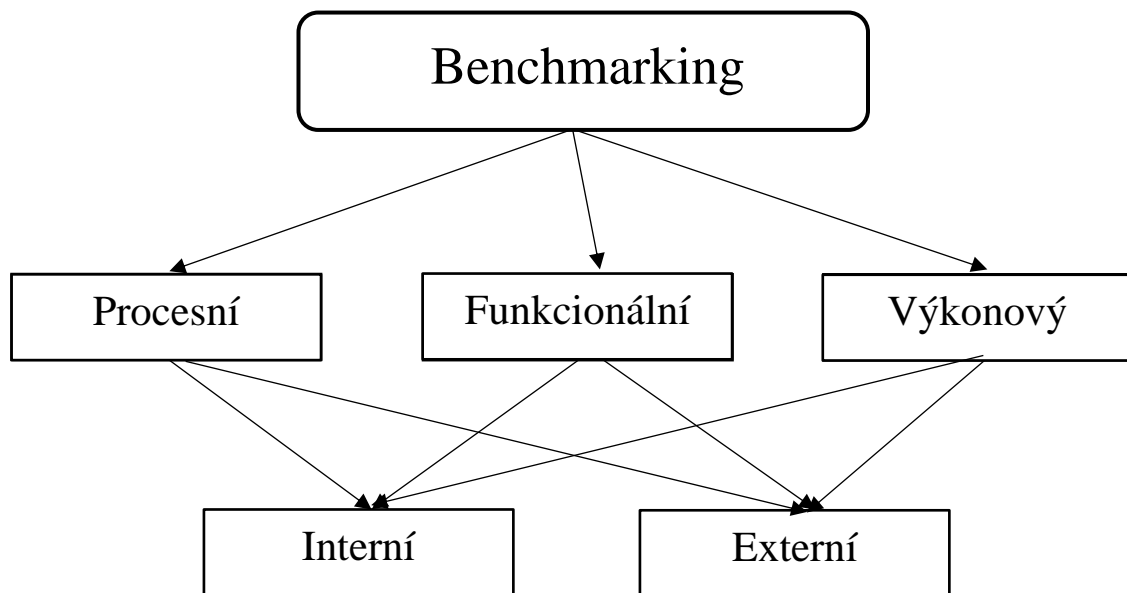 Benchmarking
Procesní
Funkcionální
Výkonový
Interní
Externí